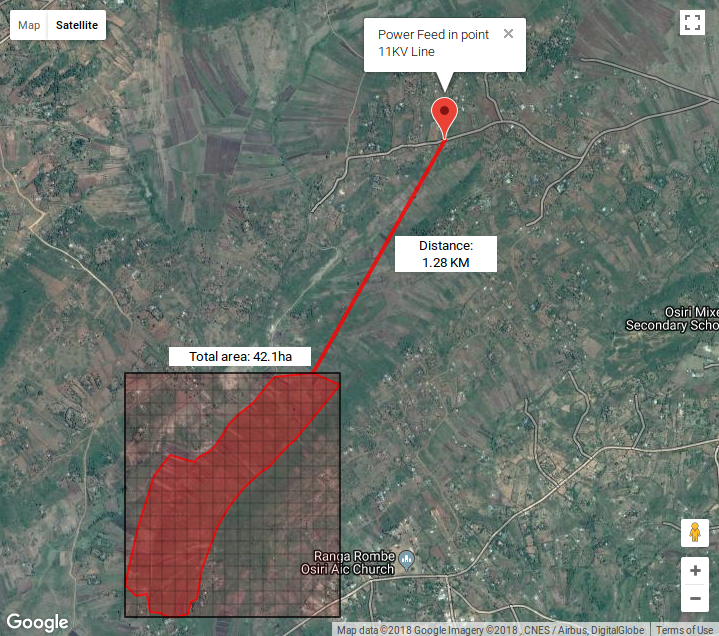 Map
Satellite
Power Feed in point
11KV Line
Distance:
1.28 KM
Osiri Mixe
Secondary Scho
Total area: 42.1ha
Ranga Rombe
Osiri Aic Church
Google
Map data ©2018 Google Imagery ©2018 , CNES / Airbus, DigitalGlobe
Terms of Use